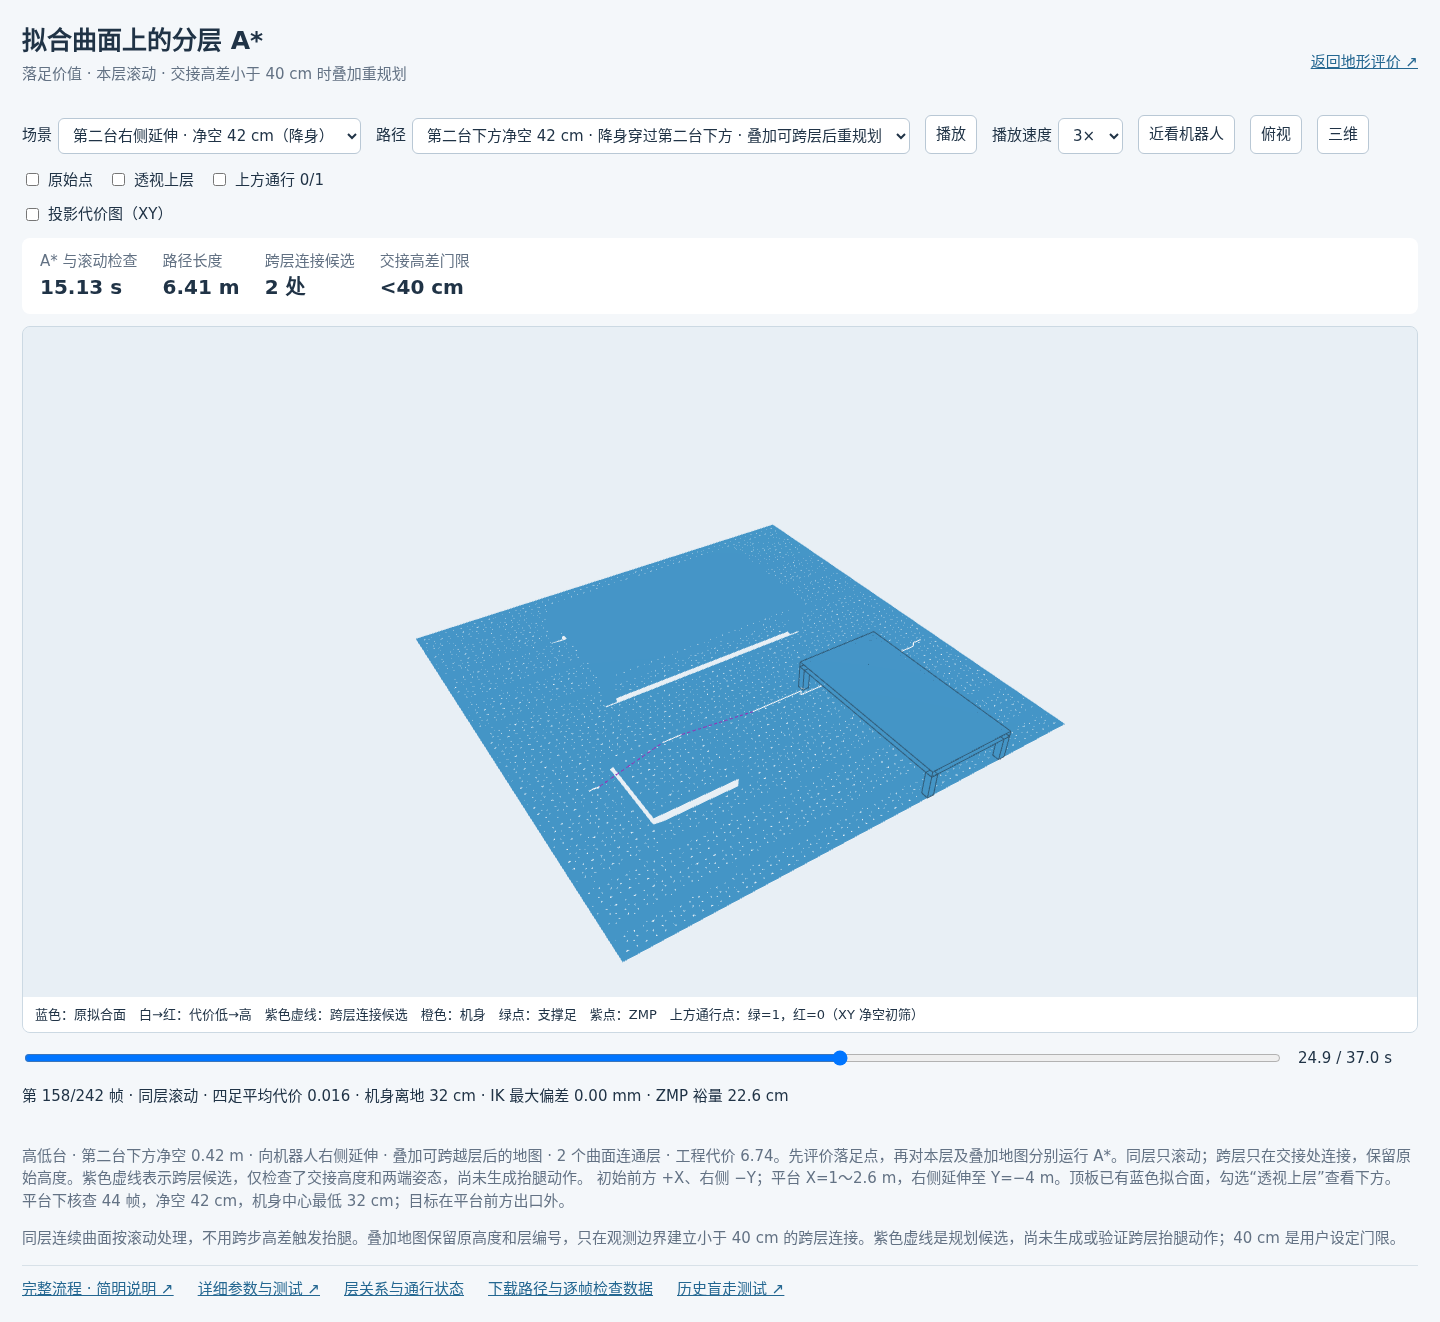 拟合曲面上的分层 A*
落足价值 · 本层滚动 · 交接高差小于 40 cm 时叠加重规划
返回地形评价 ↗
场景 第二台右侧延伸 · 净空 42 cm（降身） 路径 第二台下方净空 42 cm · 降身穿过第二台下方 · 叠加可跨层后重规划 播放 播放速度 3× 近看机器人 俯视 三维
原始点 透视上层 上方通行 0/1
投影代价图（XY）
A* 与滚动检查 路径长度 跨层连接候选 交接高差门限
15.13 s 6.41 m 2 处 <40 cm
蓝色：原拟合面 白→红：代价低→高 紫色虚线：跨层连接候选 橙色：机身 绿点：支撑足 紫点：ZMP 上方通行点：绿=1，红=0（XY 净空初筛）
24.9 / 37.0 s
第 158/242 帧 · 同层滚动 · 四足平均代价 0.016 · 机身离地 32 cm · IK 最大偏差 0.00 mm · ZMP 裕量 22.6 cm
高低台 · 第二台下方净空 0.42 m · 向机器人右侧延伸 · 叠加可跨越层后的地图 · 2 个曲面连通层 · 工程代价 6.74。先评价落足点，再对本层及叠加地图分别运行 A*。同层只滚动；跨层只在交接处连接，保留原
始高度。紫色虚线表示跨层候选，仅检查了交接高度和两端姿态，尚未生成抬腿动作。 初始前方 +X、右侧 −Y；平台 X=1～2.6 m，右侧延伸至 Y=−4 m。顶板已有蓝色拟合面，勾选“透视上层”查看下方。
平台下核查 44 帧，净空 42 cm，机身中心最低 32 cm；目标在平台前方出口外。
同层连续曲面按滚动处理，不用跨步高差触发抬腿。叠加地图保留原高度和层编号，只在观测边界建立小于 40 cm 的跨层连接。紫色虚线是规划候选，尚未生成或验证跨层抬腿动作；40 cm 是用户设定门限。
完整流程 · 简明说明 ↗ 详细参数与测试 ↗ 层关系与通行状态 下载路径与逐帧检查数据 历史盲走测试 ↗